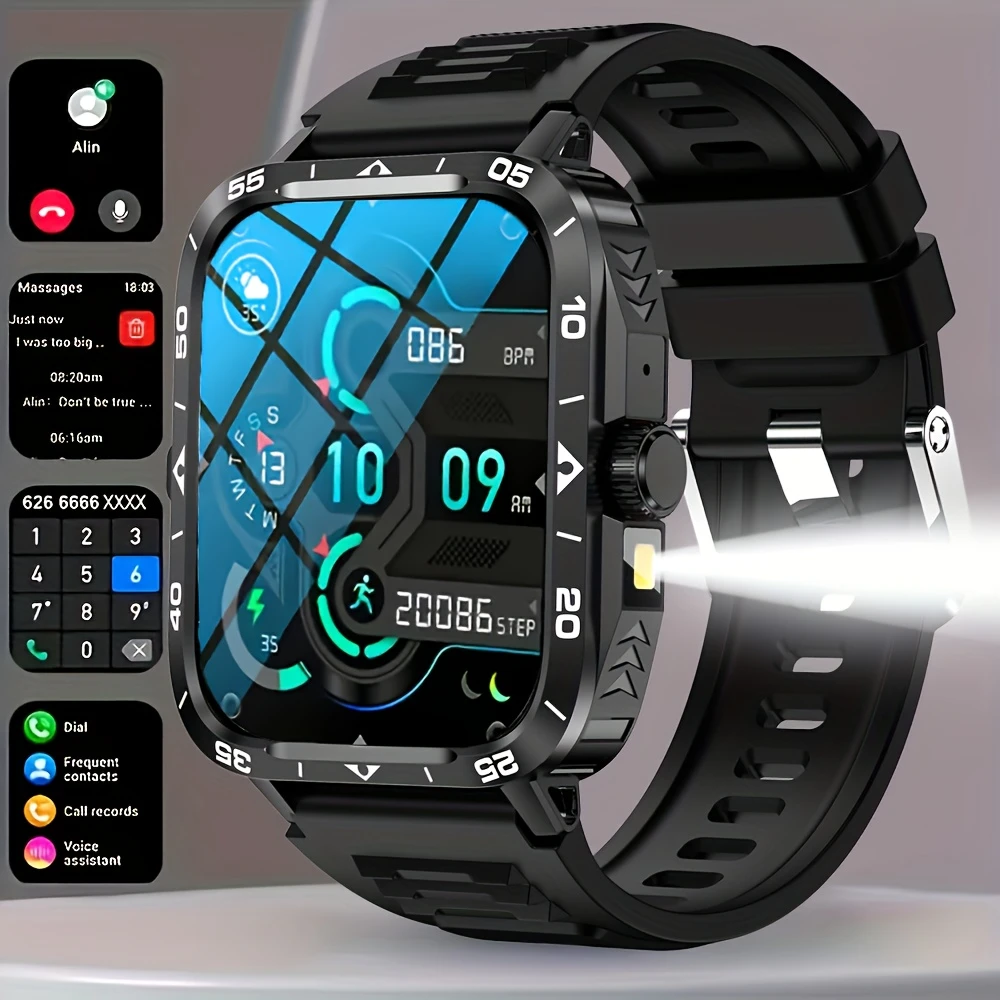 Alin
Massages 18:03
Just now
I was too big..
08:20am
Alin: Don't be true ...
06:16am
626 6666 XXXX
1 2 3
4 5 6
7* 8 9#
0
Dial
Frequent
contacts
Call records
Voice
assistant
55
05
10
20
25
35
40
50
35°
086 BPM
M T W T F S S
13
10 09 AM
20086 STEP
35